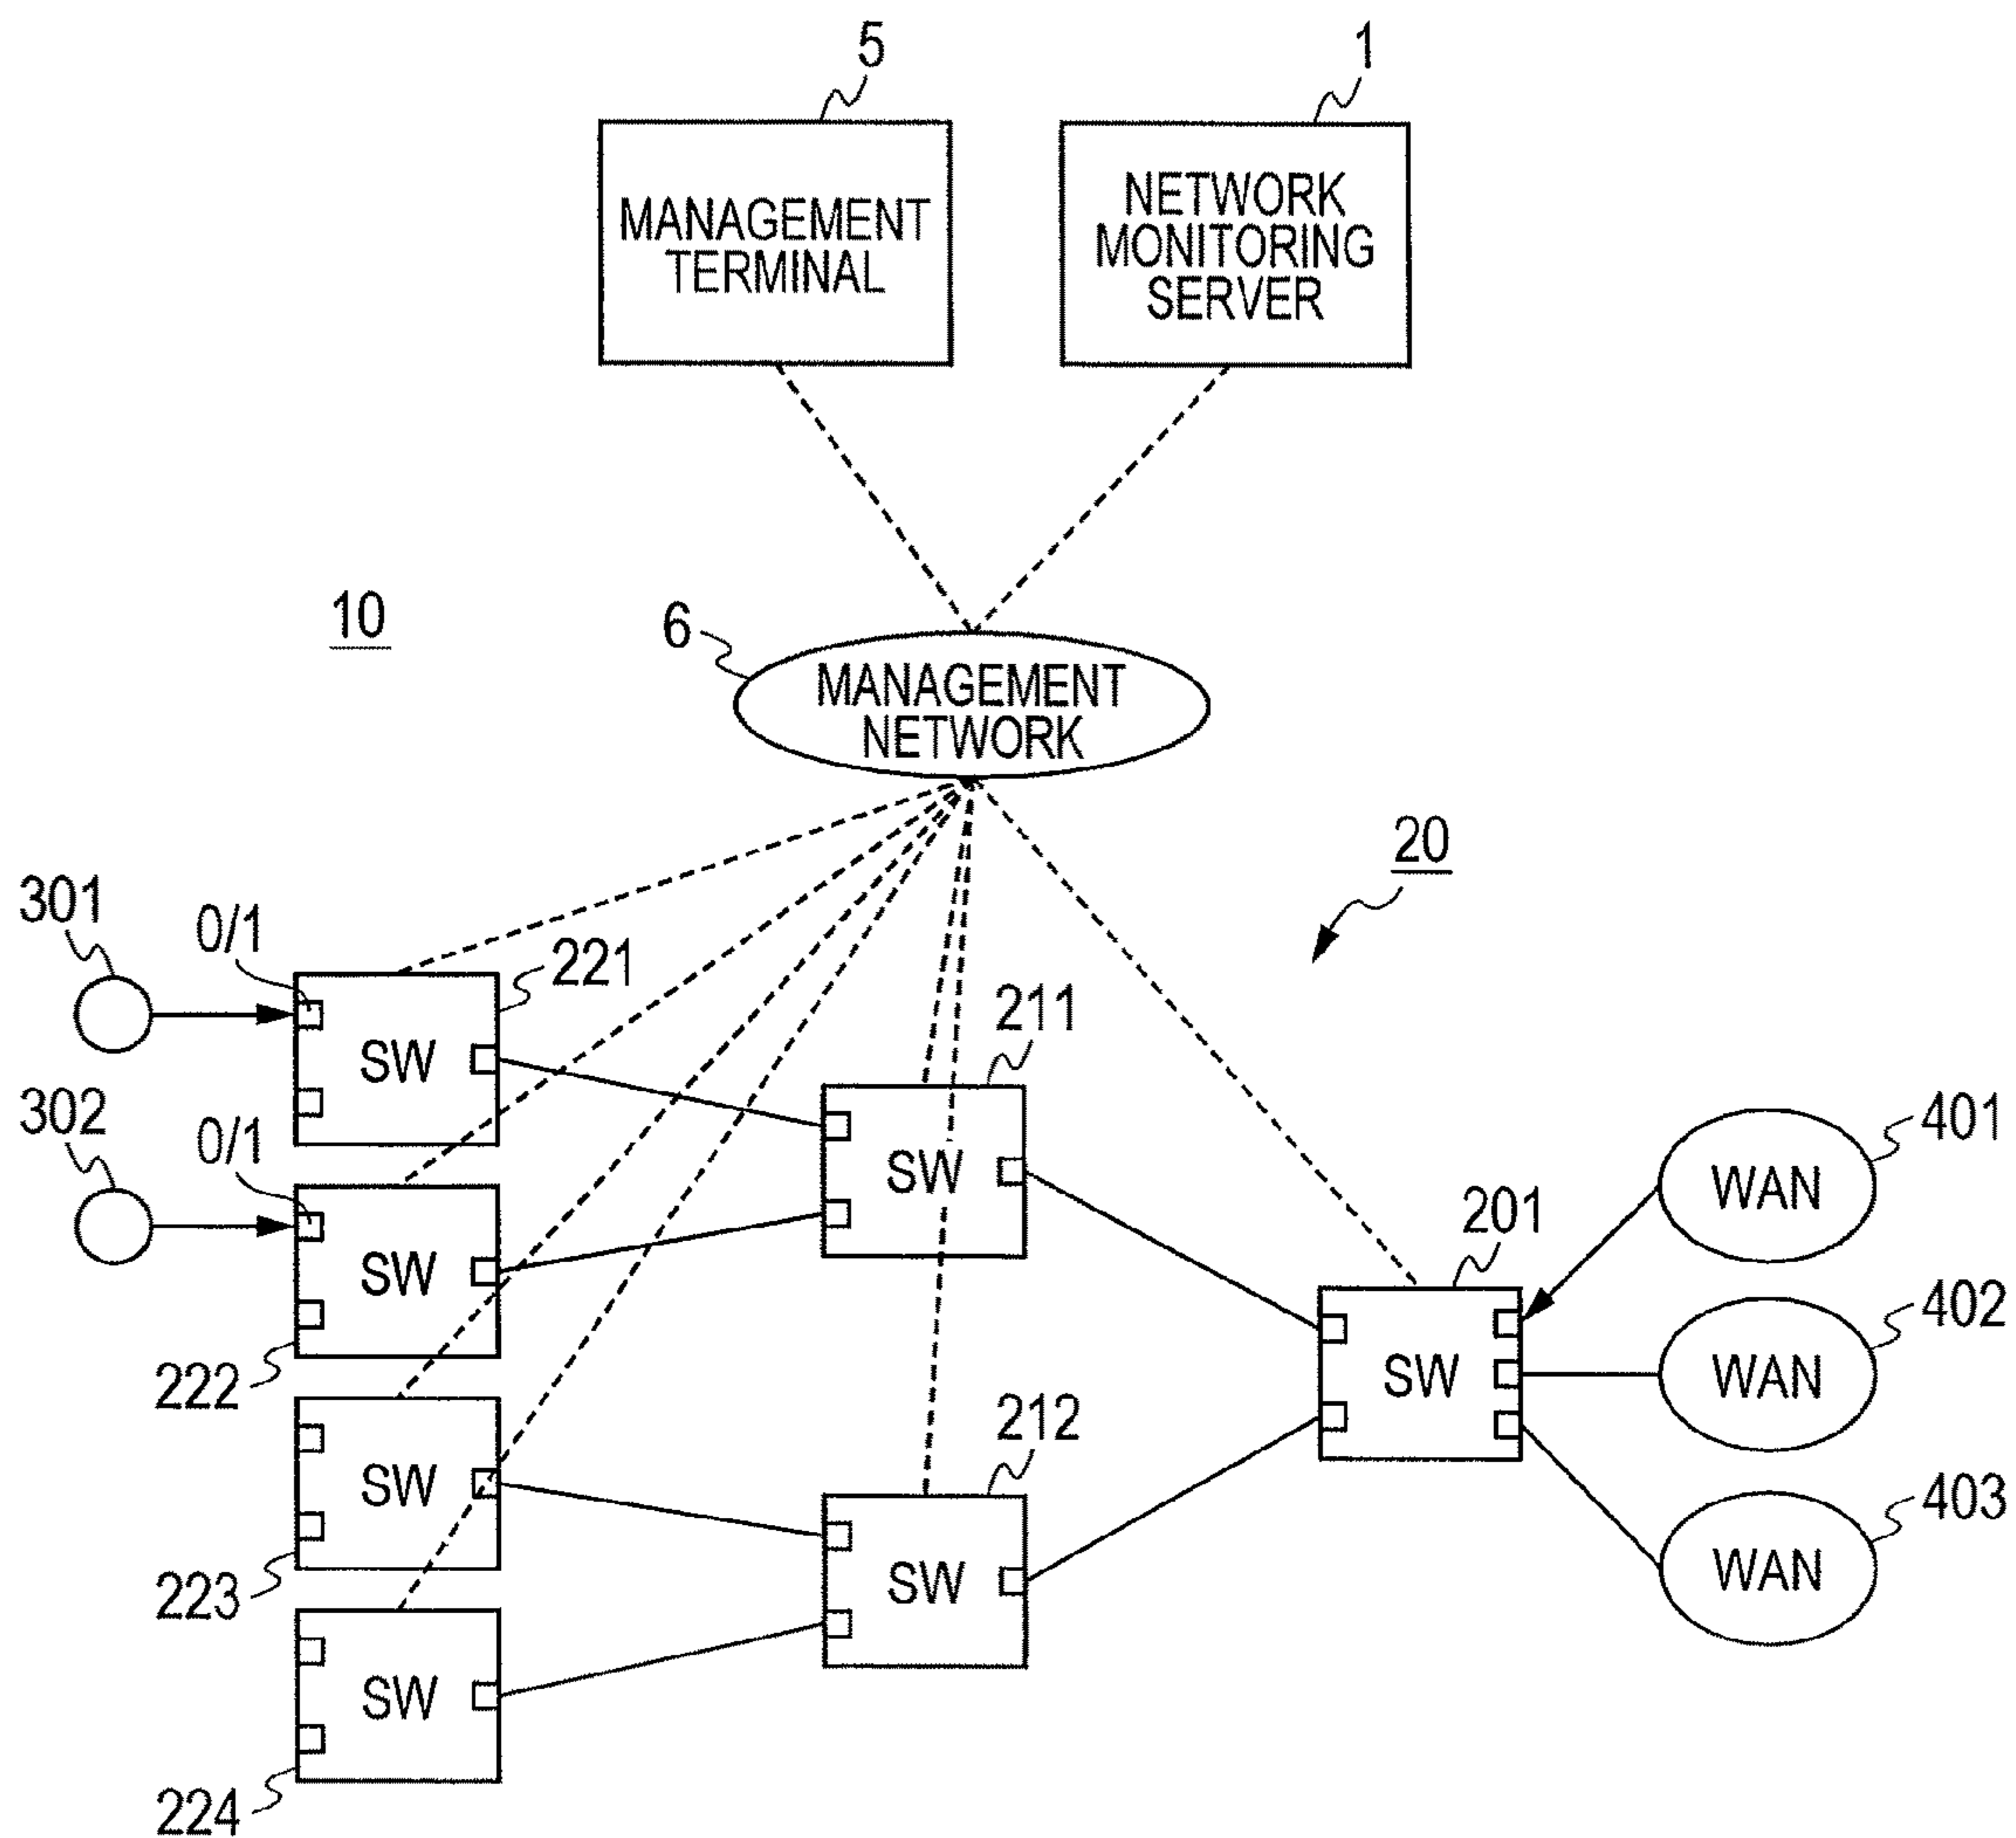 5
1
MANAGEMENT
TERMINAL
NETWORK
MONITORING
SERVER
10
6
MANAGEMENT
NETWORK
20
301
0/1
221
SW
211
302
0/1
SW
401
WAN
201
SW
222
402
SW
WAN
212
SW
403
223
SW
WAN
SW
224